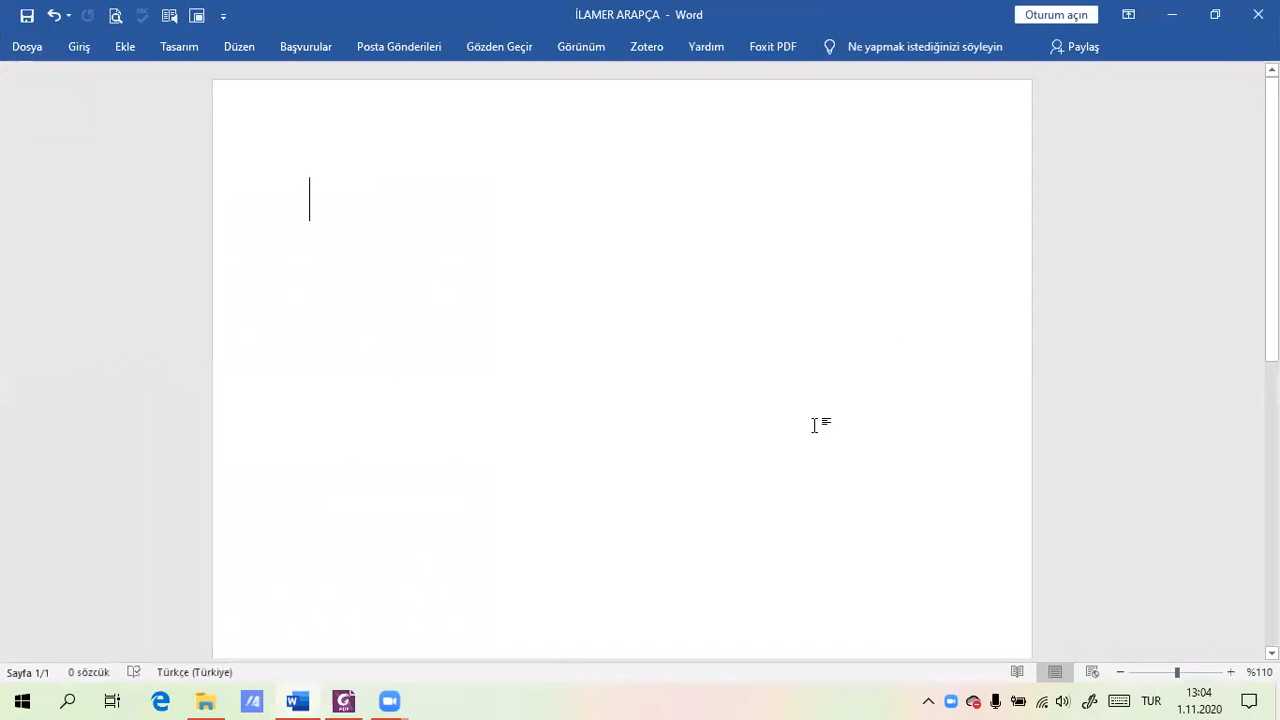 İLAMER ARAPÇA - Word
Oturum açın
Dosya Giriş Ekle Tasarım Düzen Başvurular Posta Gönderileri Gözden Geçir Görünüm Zotero Yardım Foxit PDF Ne yapmak istediğinizi söyleyin Paylaş
Sayfa 1/1 0 sözcük Türkçe (Türkiye) %110
TUR 13:04
1.11.2020